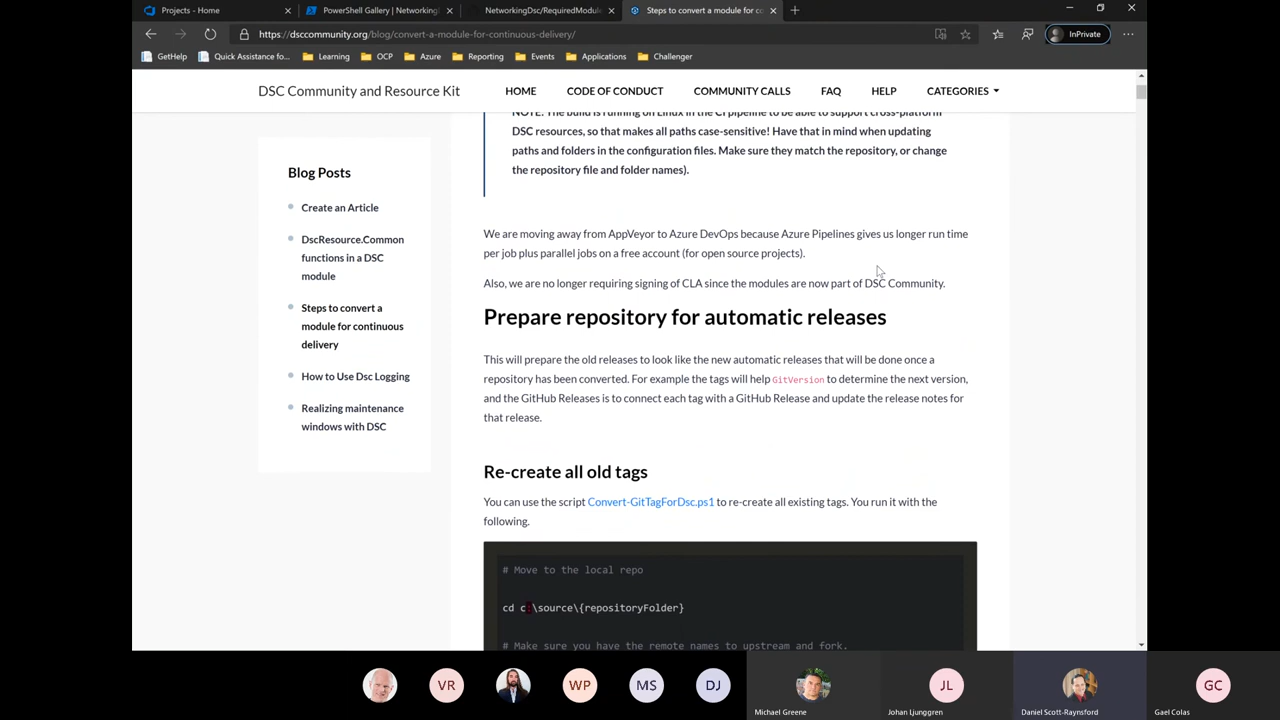 Projects - Home
PowerShell Gallery | Networking
NetworkingDsc/RequiredModule
Steps to convert a module for co
https://dsccommunity.org/blog/convert-a-module-for-continuous-delivery/
InPrivate
GetHelp
Quick Assistance fo...
Learning
OCP
Azure
Reporting
Events
Applications
Challenger
DSC Community and Resource Kit
HOME
CODE OF CONDUCT
COMMUNITY CALLS
FAQ
HELP
CATEGORIES
Blog Posts
Create an Article
DscResource.Common
functions in a DSC
module
Steps to convert a
module for continuous
delivery
How to Use Dsc Logging
Realizing maintenance
windows with DSC
NOTE: The build is running on Linux in the CI pipeline to be able to support cross-platform
DSC resources, so that makes all paths case-sensitive! Have that in mind when updating
paths and folders in the configuration files. Make sure they match the repository, or change
the repository file and folder names).
We are moving away from AppVeyor to Azure DevOps because Azure Pipelines gives us longer run time
per job plus parallel jobs on a free account (for open source projects).
Also, we are no longer requiring signing of CLA since the modules are now part of DSC Community.
Prepare repository for automatic releases
This will prepare the old releases to look like the new automatic releases that will be done once a
repository has been converted. For example the tags will help GitVersion to determine the next version,
and the GitHub Releases is to connect each tag with a GitHub Release and update the release notes for
that release.
Re-create all old tags
You can use the script Convert-GitTagForDsc.ps1 to re-create all existing tags. You run it with the
following.
# Move to the local repo
cd c:\source\{repositoryFolder}
# Make sure you have the remote names to upstream and fork.
VR
WP
MS
DJ
JL
GC
Michael Greene
Johan Ljunggren
Daniel Scott-Raynsford
Gael Colas